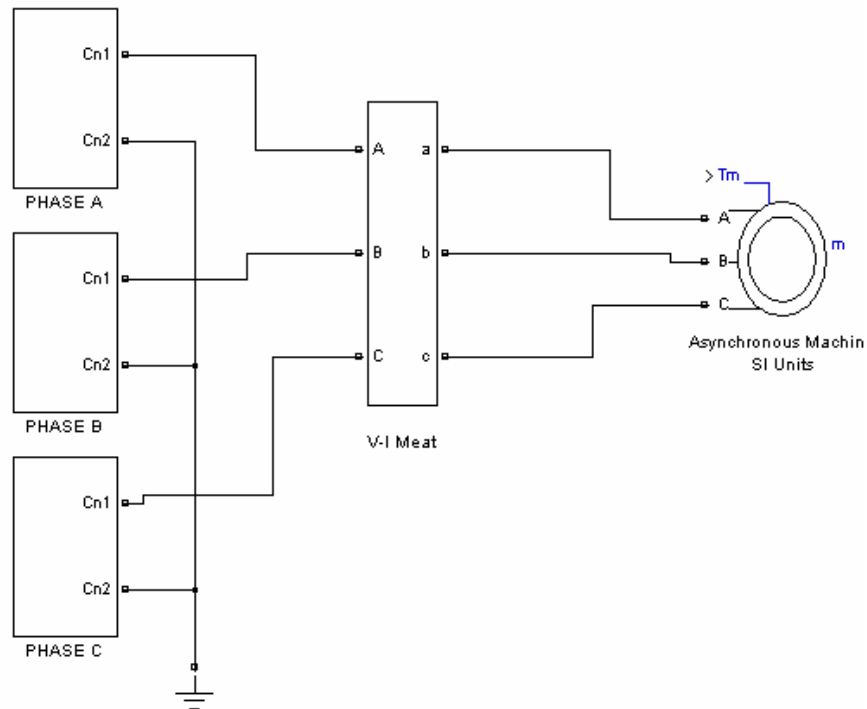 Cn1
Cn2
PHASE A
Cn1
Cn2
PHASE B
Cn1
Cn2
PHASE C
A a
B b
C c
V-I Meat
Tm
A
B
C
m
Asynchronous Machin
SI Units